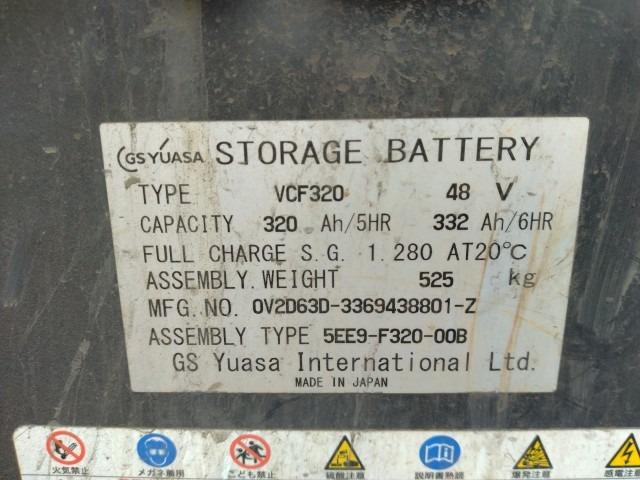 GS YUASA STORAGE BATTERY
TYPE VCF320 48 V
CAPACITY 320 Ah/5HR 332 Ah/6HR
FULL CHARGE S.G. 1.280 AT20℃
ASSEMBLY.WEIGHT 525 kg
MFG.NO. 0V2D63D-3369438801-Z
ASSEMBLY TYPE 5EE9-F320-00B
GS Yuasa International Ltd.
MADE IN JAPAN
火気禁止 メガネ着用 こども禁止 硫酸注意 説明書熟読 爆発注意 感電注意